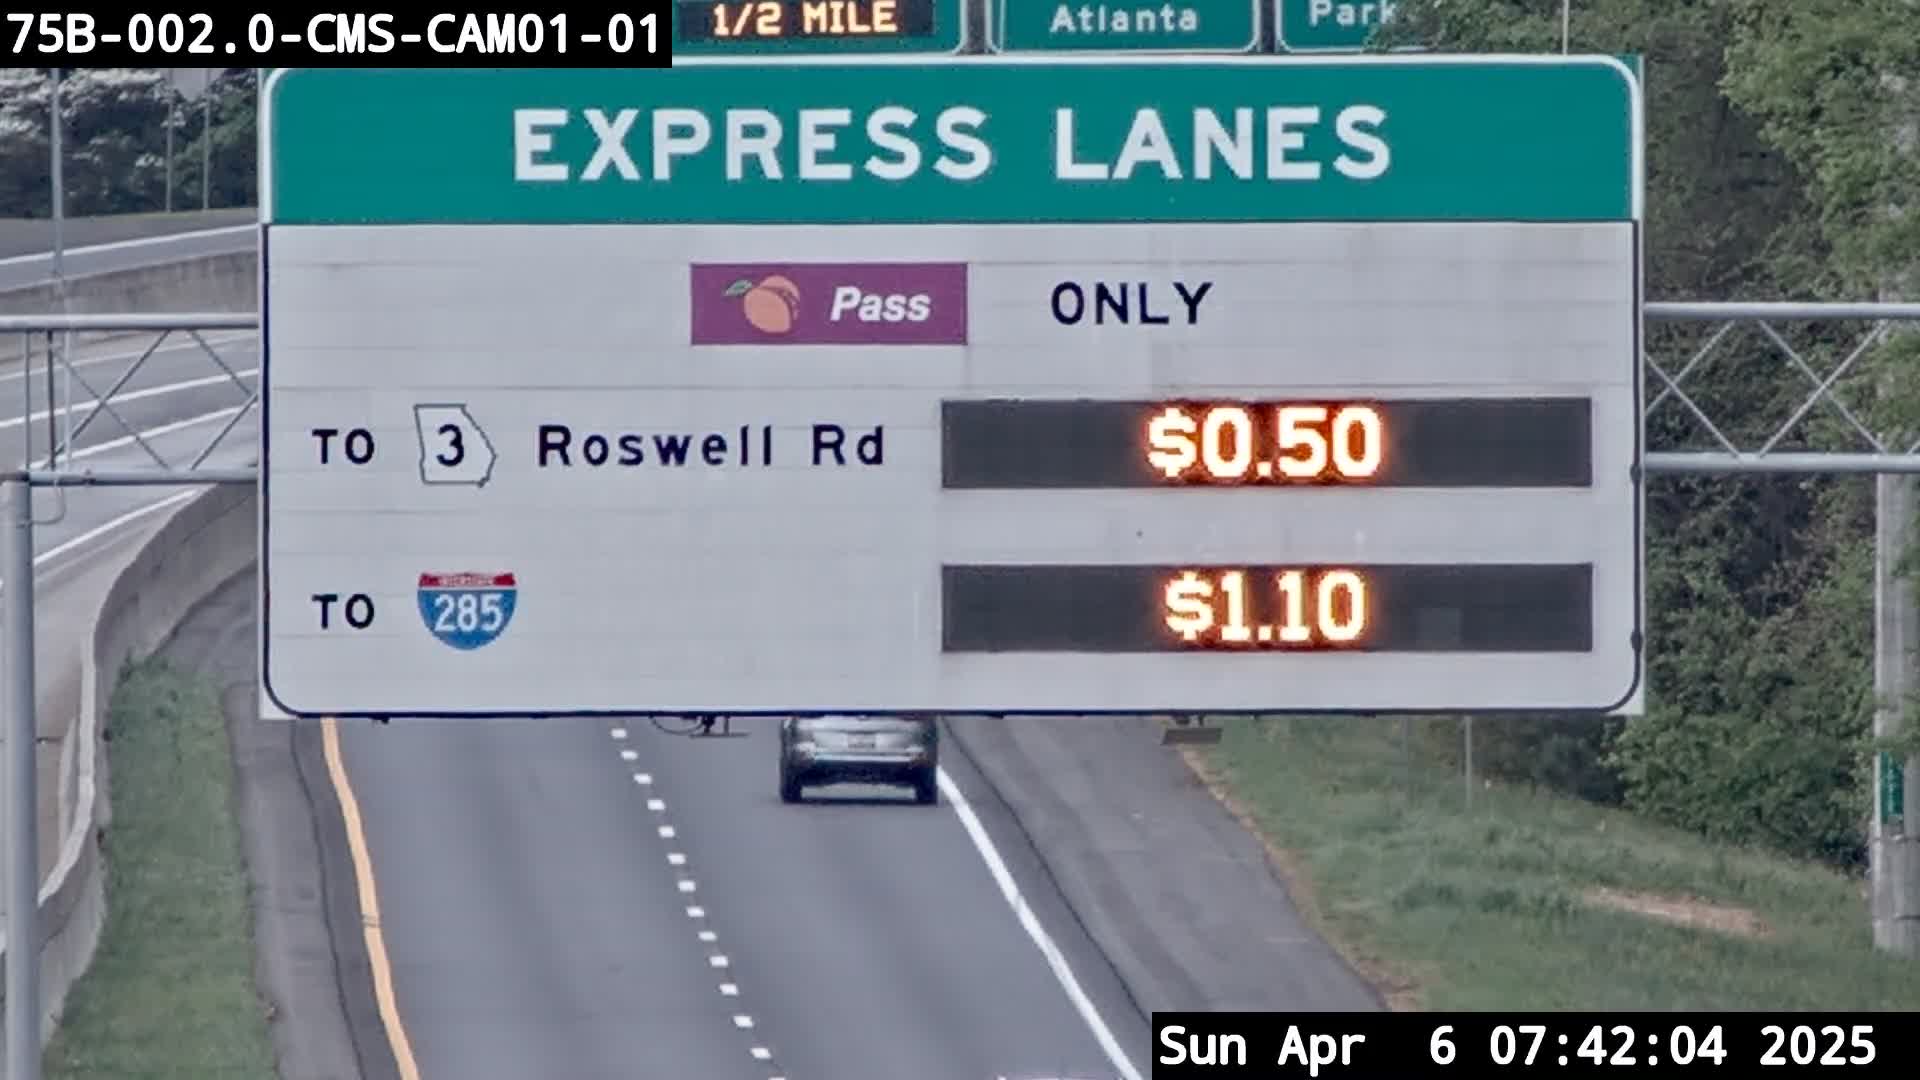 75B-002.0-CMS-CAM01-01
1/2 MILE
Atlanta
Park
EXPRESS LANES
Pass ONLY
TO 3 Roswell Rd $0.50
TO 285 $1.10
Sun Apr 6 07:42:04 2025